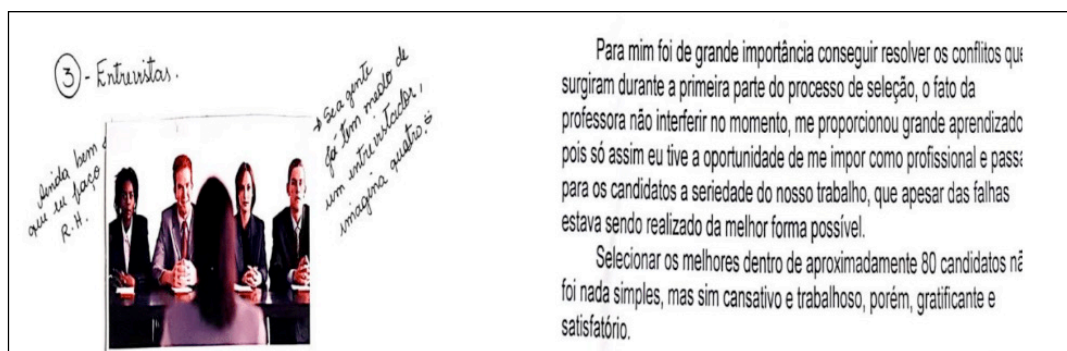 3 - Entrevistas.
Ainda bem
que eu faço
R.H.
→ Se a gente
já tem medo de
um entrevistador,
imagina quatro.
Para mim foi de grande importância conseguir resolver os conflitos que
surgiram durante a primeira parte do processo de seleção, o fato da
professora não interferir no momento, me proporcionou grande aprendizado
pois só assim eu tive a oportunidade de me impor como profissional e passa
para os candidatos a seriedade do nosso trabalho, que apesar das falhas
estava sendo realizado da melhor forma possível.
Selecionar os melhores dentro de aproximadamente 80 candidatos nã
foi nada simples, mas sim cansativo e trabalhoso, porém, gratificante e
satisfatório.